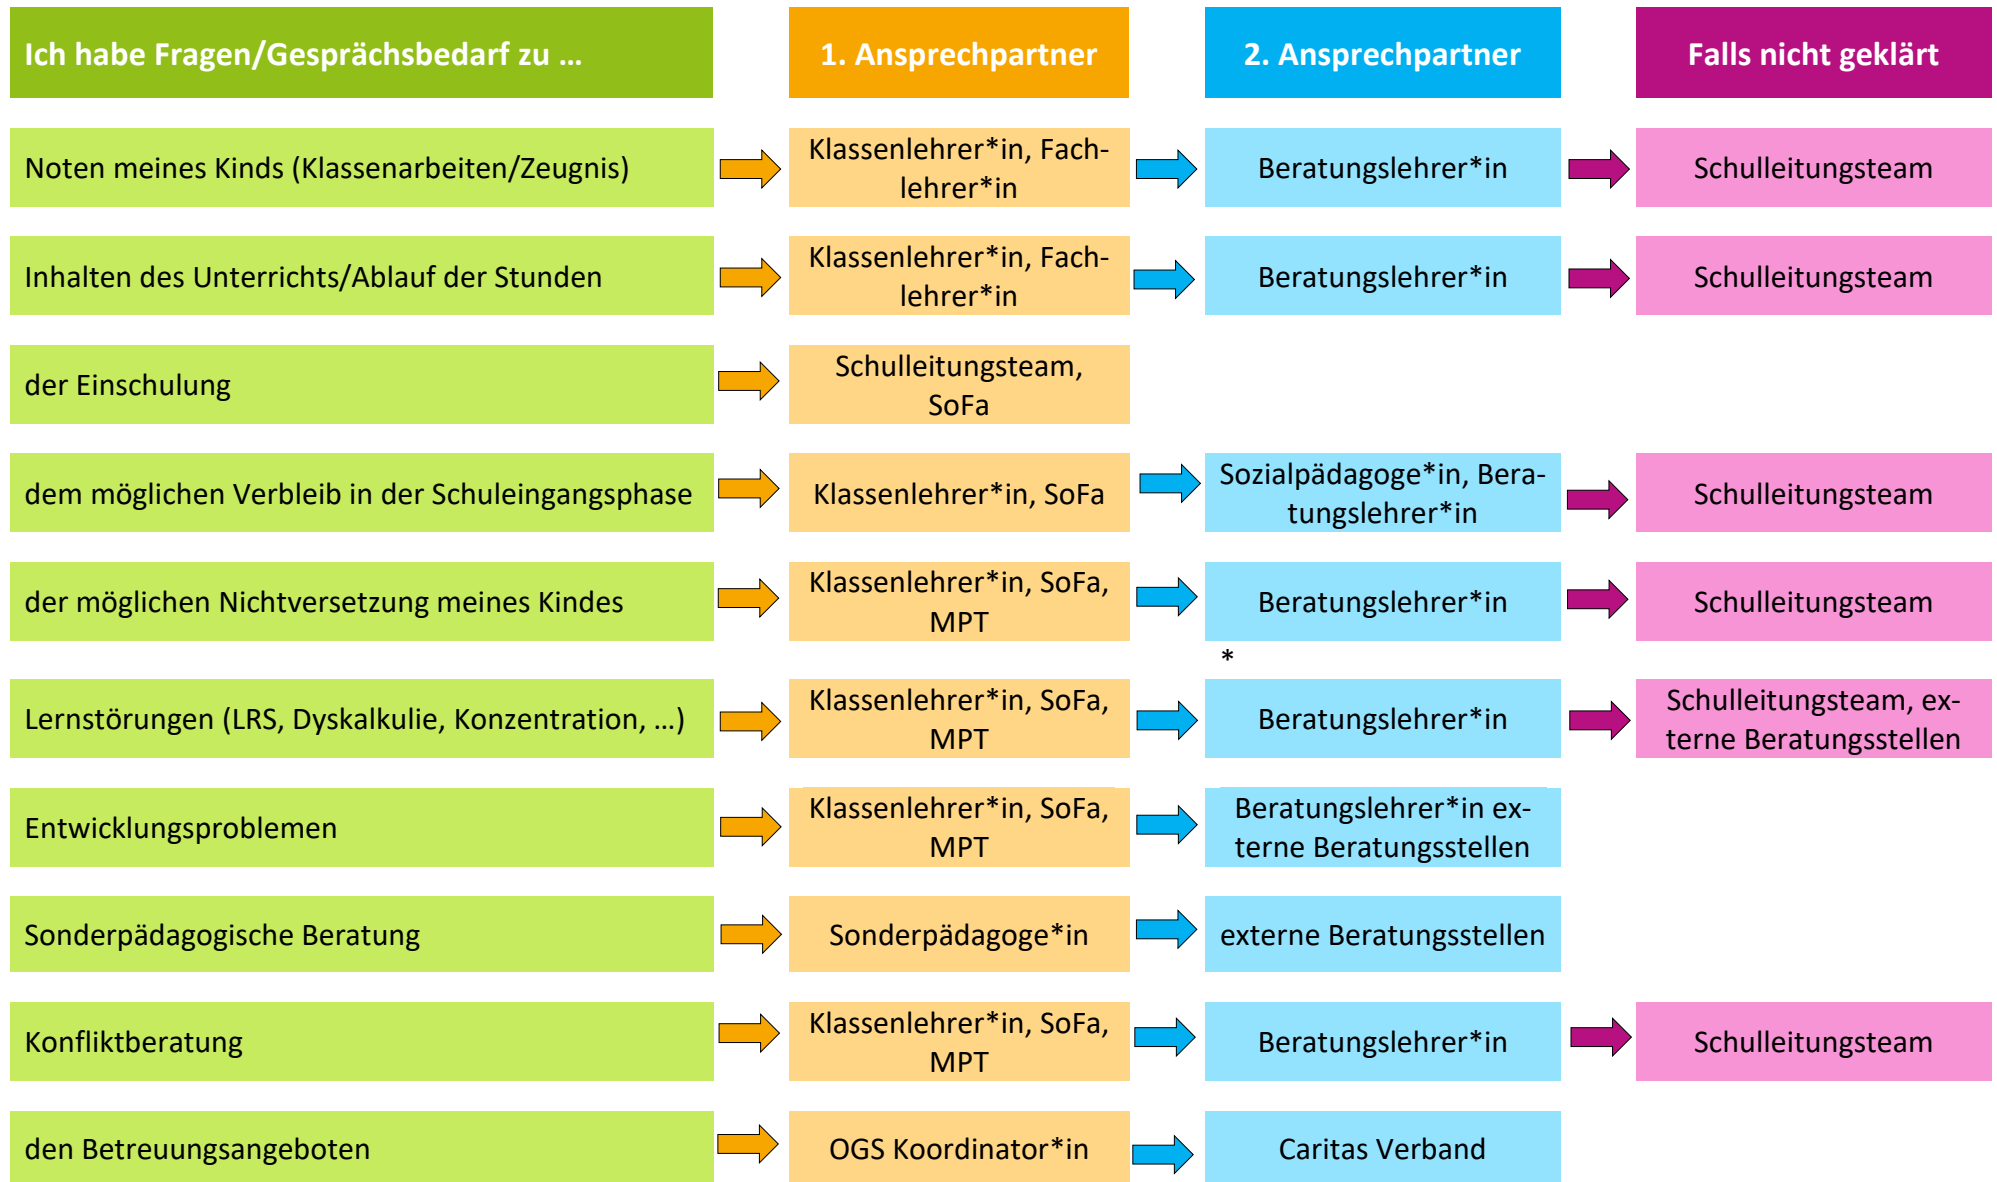 Ich habe Fragen/Gesprächsbedarf zu …
1. Ansprechpartner
2. Ansprechpartner
Falls nicht geklärt
Noten meines Kinds (Klassenarbeiten/Zeugnis)
Klassenlehrer*in, Fach-
lehrer*in
Beratungslehrer*in
Schulleitungsteam
Inhalten des Unterrichts/Ablauf der Stunden
Klassenlehrer*in, Fach-
lehrer*in
Beratungslehrer*in
Schulleitungsteam
der Einschulung
Schulleitungsteam,
SoFa
dem möglichen Verbleib in der Schuleingangsphase
Klassenlehrer*in, SoFa
Sozialpädagoge*in, Bera-
tungslehrer*in
Schulleitungsteam
der möglichen Nichtversetzung meines Kindes
Klassenlehrer*in, SoFa,
MPT
Beratungslehrer*in
Schulleitungsteam
*
Lernstörungen (LRS, Dyskalkulie, Konzentration, …)
Klassenlehrer*in, SoFa,
MPT
Beratungslehrer*in
Schulleitungsteam, ex-
terne Beratungsstellen
Entwicklungsproblemen
Klassenlehrer*in, SoFa,
MPT
Beratungslehrer*in ex-
terne Beratungsstellen
Sonderpädagogische Beratung
Sonderpädagoge*in
externe Beratungsstellen
Konfliktberatung
Klassenlehrer*in, SoFa,
MPT
Beratungslehrer*in
Schulleitungsteam
den Betreuungsangeboten
OGS Koordinator*in
Caritas Verband